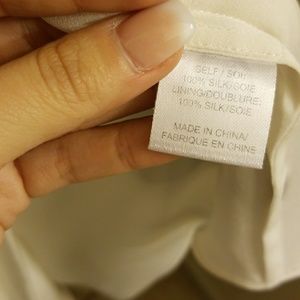 SELF / SOI:
100% SILK/SOIE
LINING/DOUBLURE:
100% SILK/SOIE
MADE IN CHINA/
FABRIQUE EN CHINE